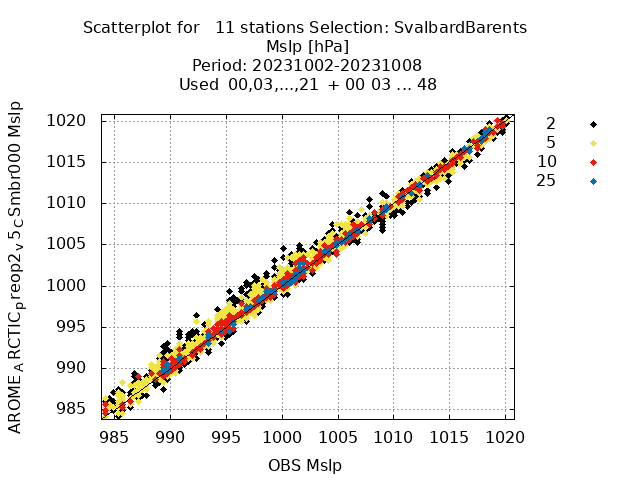 Scatterplot for 11 stations Selection: SvalbardBarents
Mslp [hPa]
Period: 20231002-20231008
Used 00,03,...,21 + 00 03 ... 48
AROME_ARCTIC_preop2_v5_CSmbr000 Mslp
1020
1015
1010
1005
1000
995
990
985
985 990 995 1000 1005 1010 1015 1020
OBS Mslp
2
5
10
25